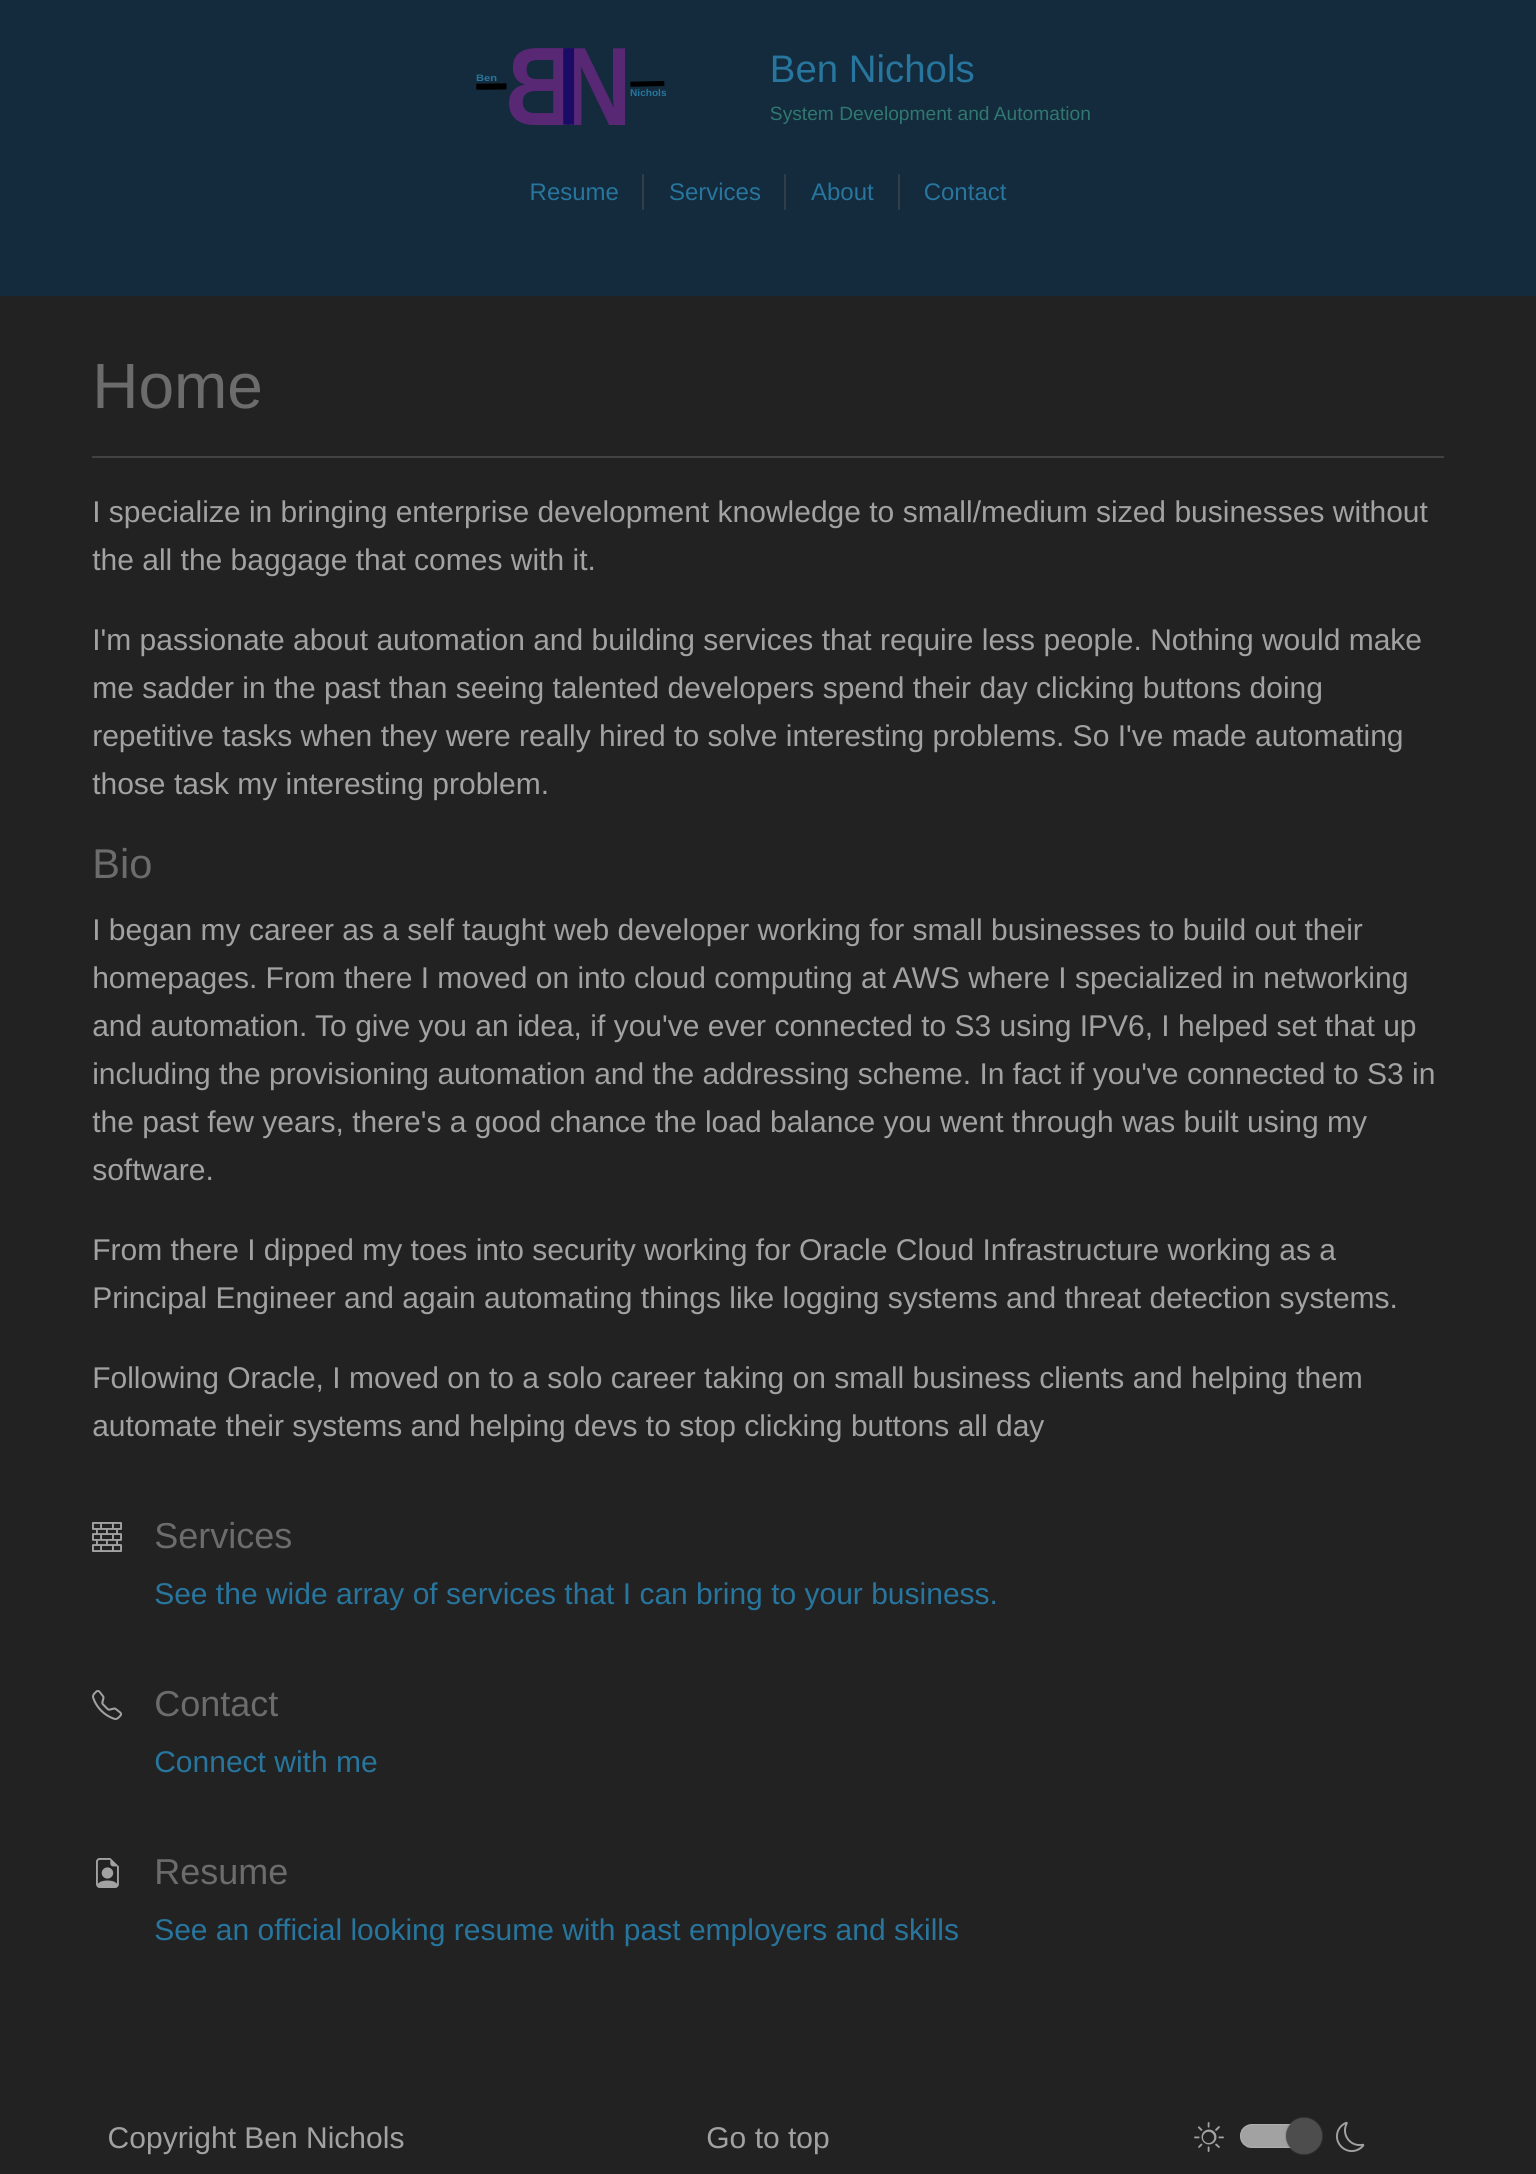 Ben
BN
Nichols
Ben Nichols
System Development and Automation
Resume
Services
About
Contact
Home
I specialize in bringing enterprise development knowledge to small/medium sized businesses without
the all the baggage that comes with it.
I'm passionate about automation and building services that require less people. Nothing would make
me sadder in the past than seeing talented developers spend their day clicking buttons doing
repetitive tasks when they were really hired to solve interesting problems. So I've made automating
those task my interesting problem.
Bio
I began my career as a self taught web developer working for small businesses to build out their
homepages. From there I moved on into cloud computing at AWS where I specialized in networking
and automation. To give you an idea, if you've ever connected to S3 using IPV6, I helped set that up
including the provisioning automation and the addressing scheme. In fact if you've connected to S3 in
the past few years, there's a good chance the load balance you went through was built using my
software.
From there I dipped my toes into security working for Oracle Cloud Infrastructure working as a
Principal Engineer and again automating things like logging systems and threat detection systems.
Following Oracle, I moved on to a solo career taking on small business clients and helping them
automate their systems and helping devs to stop clicking buttons all day
Services
See the wide array of services that I can bring to your business.
Contact
Connect with me
Resume
See an official looking resume with past employers and skills
Copyright Ben Nichols
Go to top